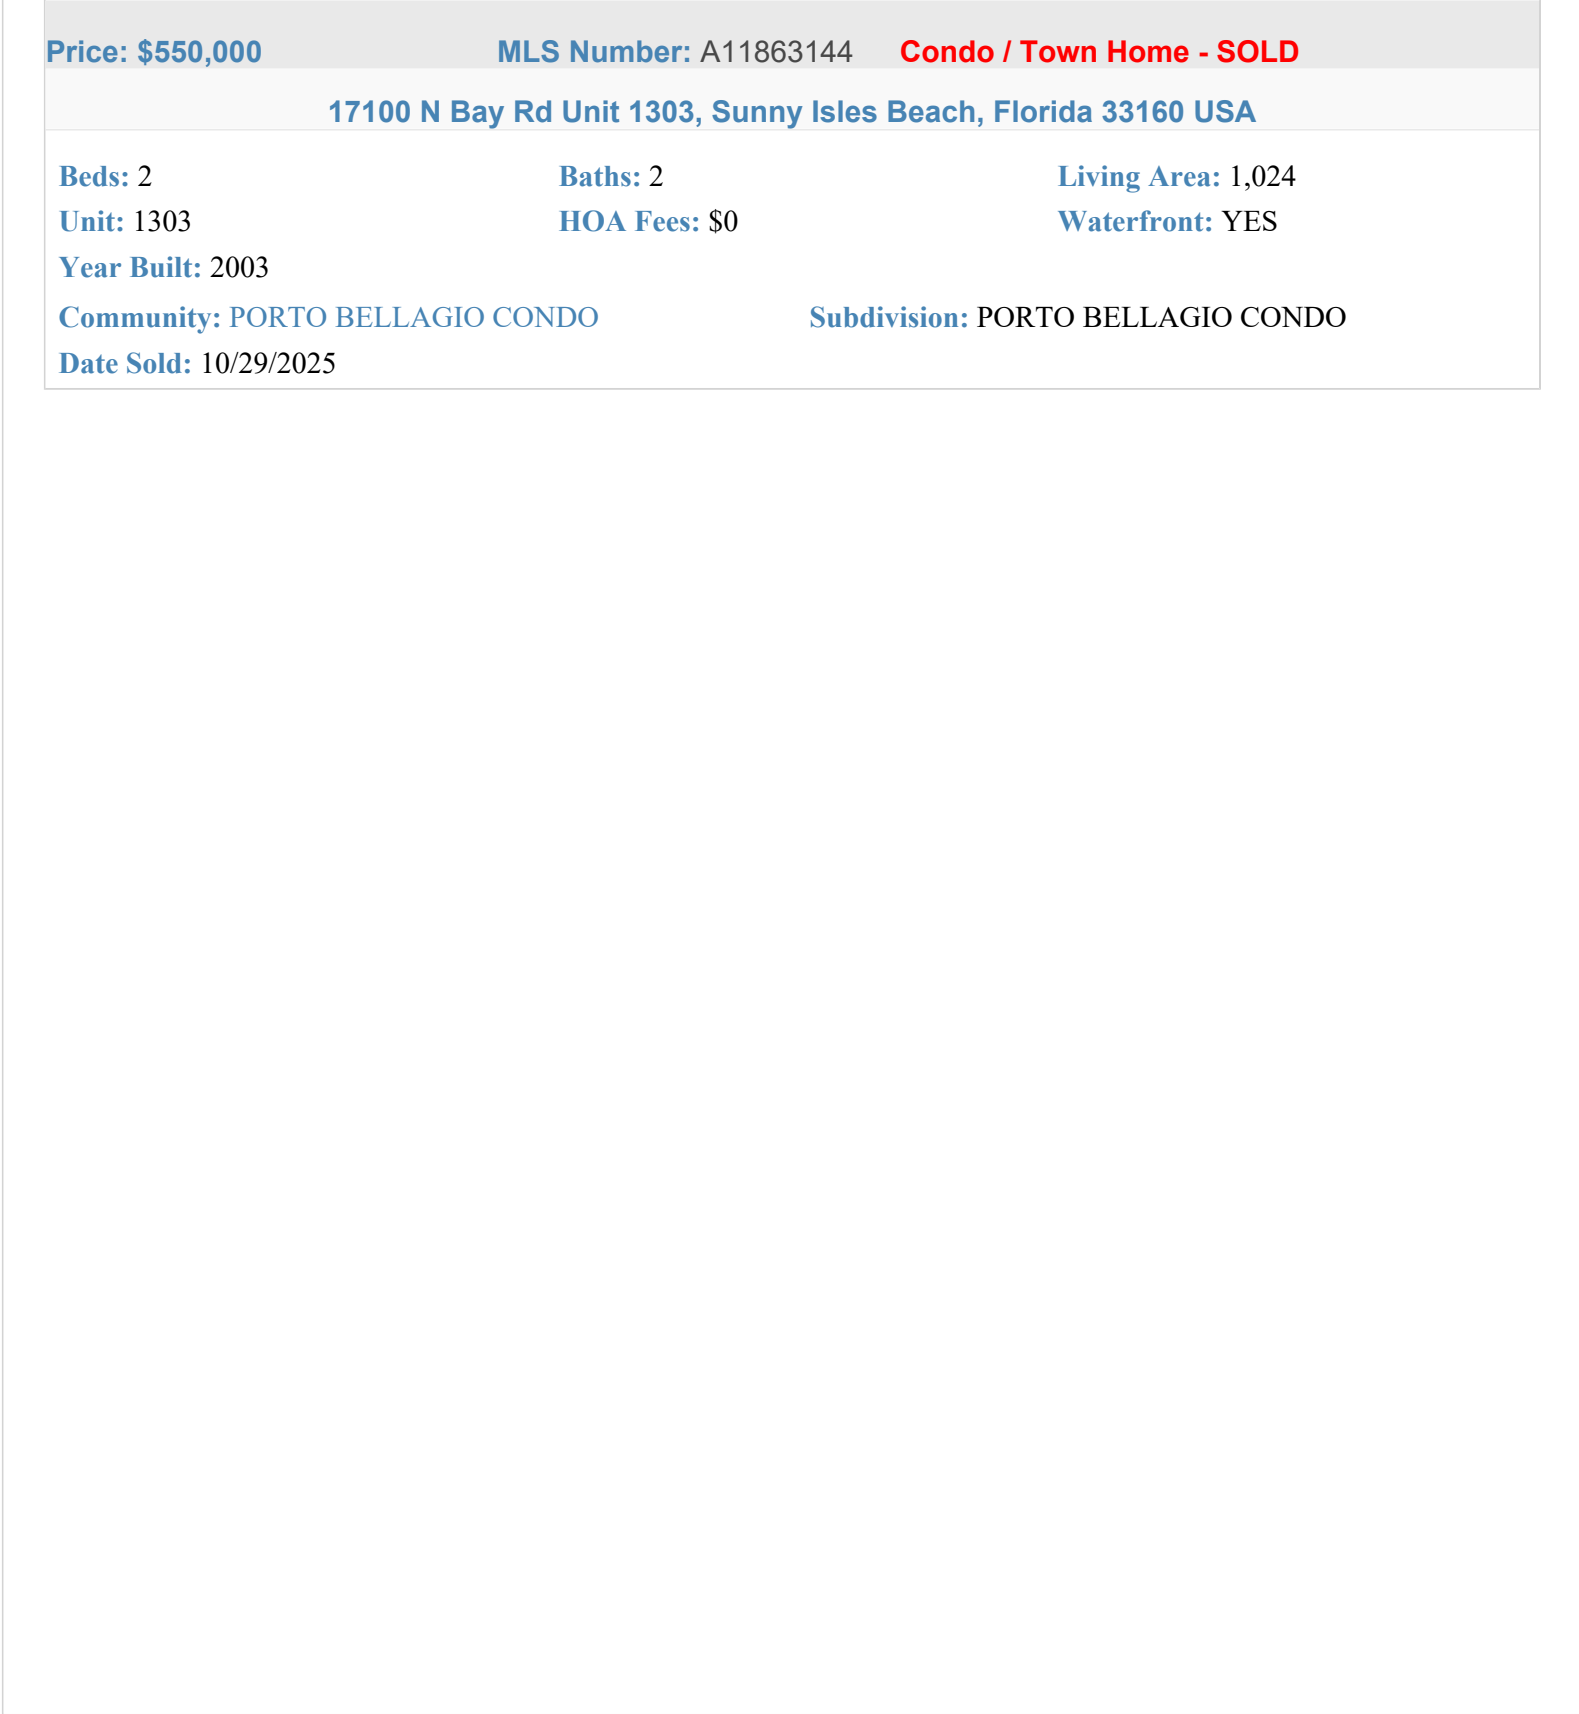 Price: $550,000 MLS Number: A11863144 Condo / Town Home - SOLD
17100 N Bay Rd Unit 1303, Sunny Isles Beach, Florida 33160 USA
Beds: 2 Baths: 2 Living Area: 1,024
Unit: 1303 HOA Fees: $0 Waterfront: YES
Year Built: 2003
Community: PORTO BELLAGIO CONDO Subdivision: PORTO BELLAGIO CONDO
Date Sold: 10/29/2025